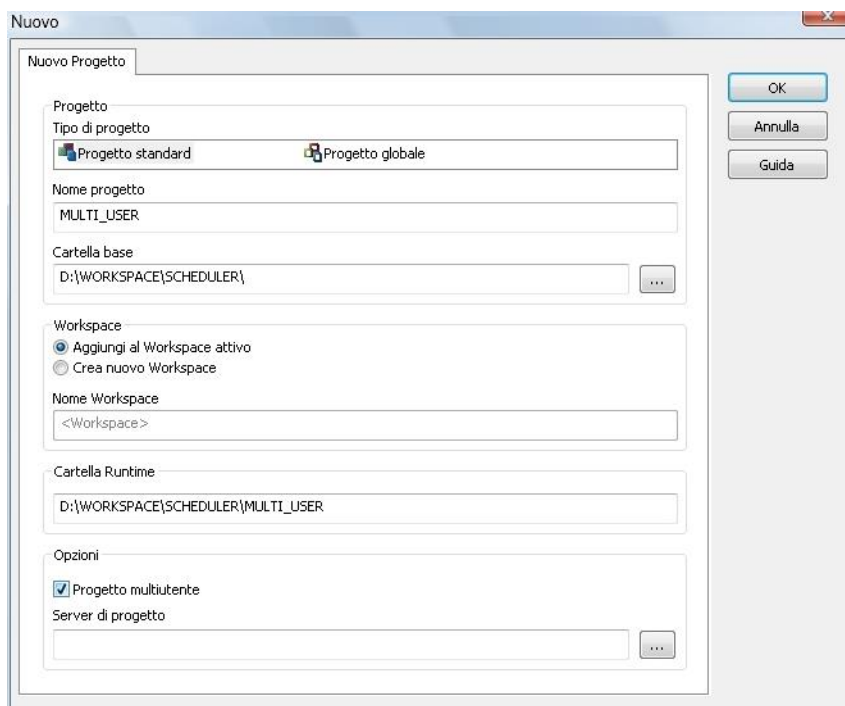 Nuovo
Nuovo Progetto
Progetto
Tipo di progetto
Progetto standard Progetto globale
Nome progetto
MULTI_USER
Cartella base
D:\WORKSPACE\SCHEDULER\
...
Workspace
Aggiungi al Workspace attivo
Crea nuovo Workspace
Nome Workspace
<Workspace>
Cartella Runtime
D:\WORKSPACE\SCHEDULER\MULTI_USER
Opzioni
Progetto multiutente
Server di progetto
...
OK
Annulla
Guida